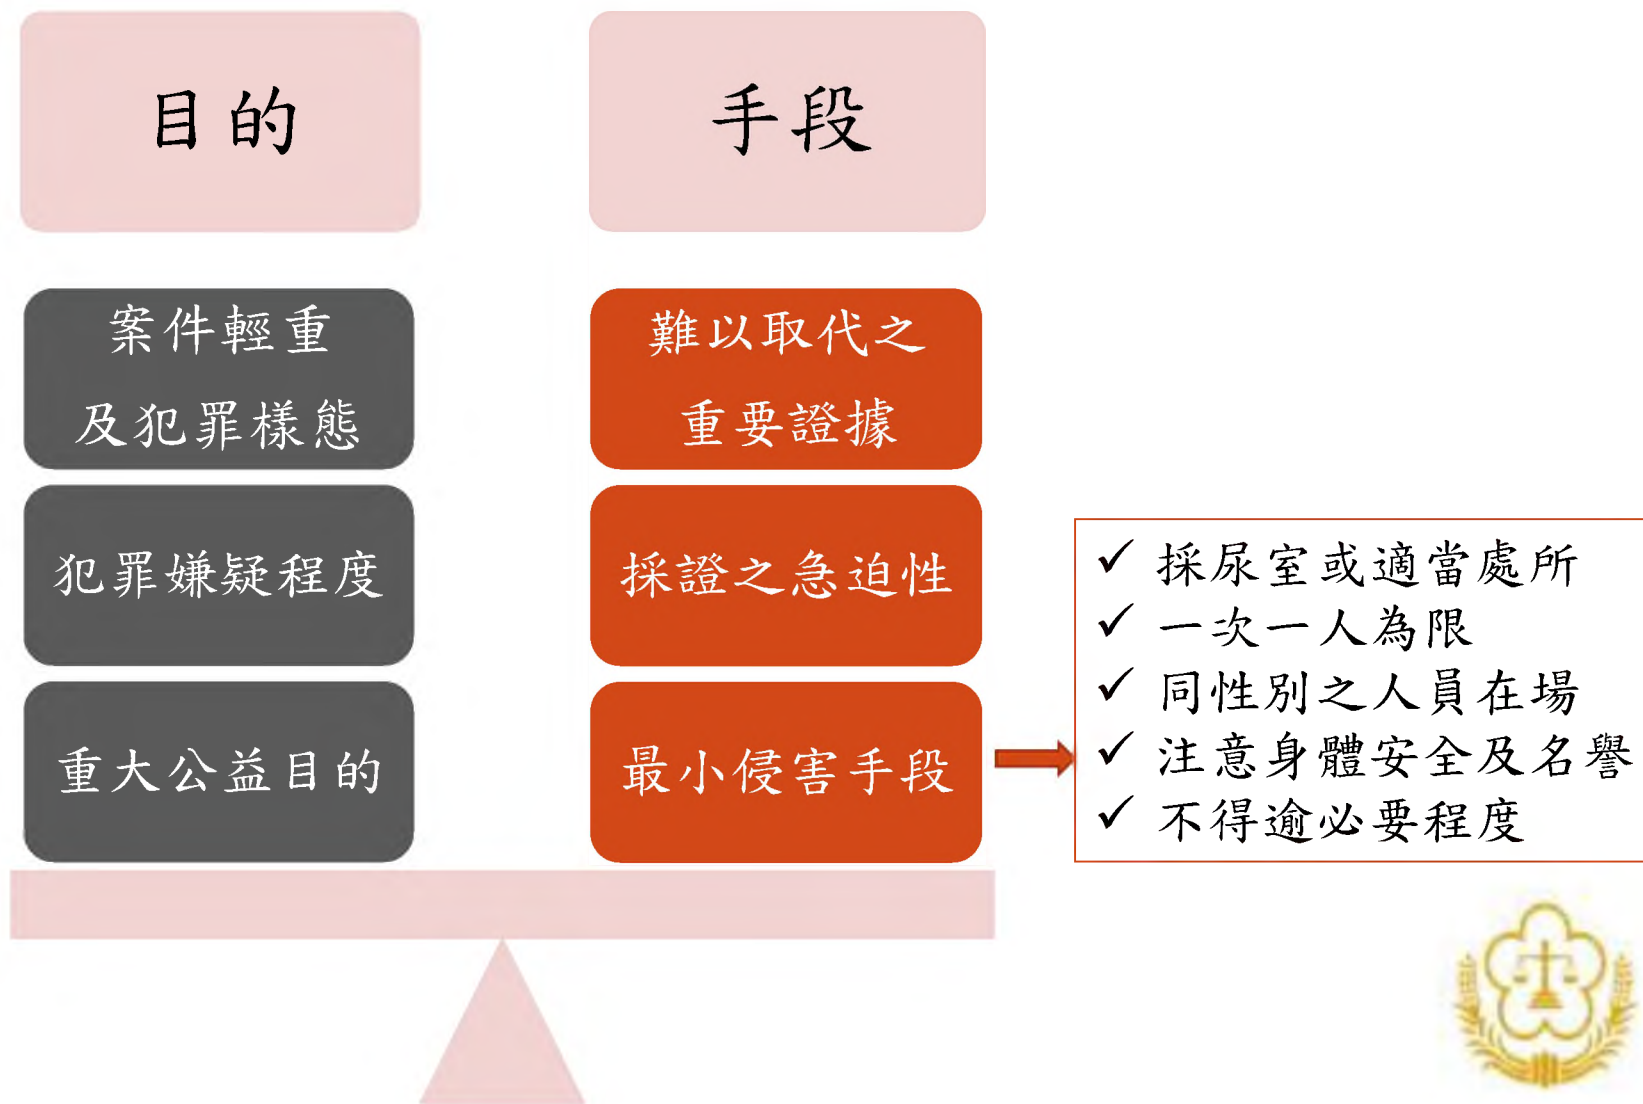 目的
手段
案件輕重
及犯罪樣態
難以取代之
重要證據
犯罪嫌疑程度
採證之急迫性
重大公益目的
最小侵害手段
✓ 採尿室或適當處所
✓ 一次一人為限
✓ 同性別之人員在場
✓ 注意身體安全及名譽
✓ 不得逾必要程度